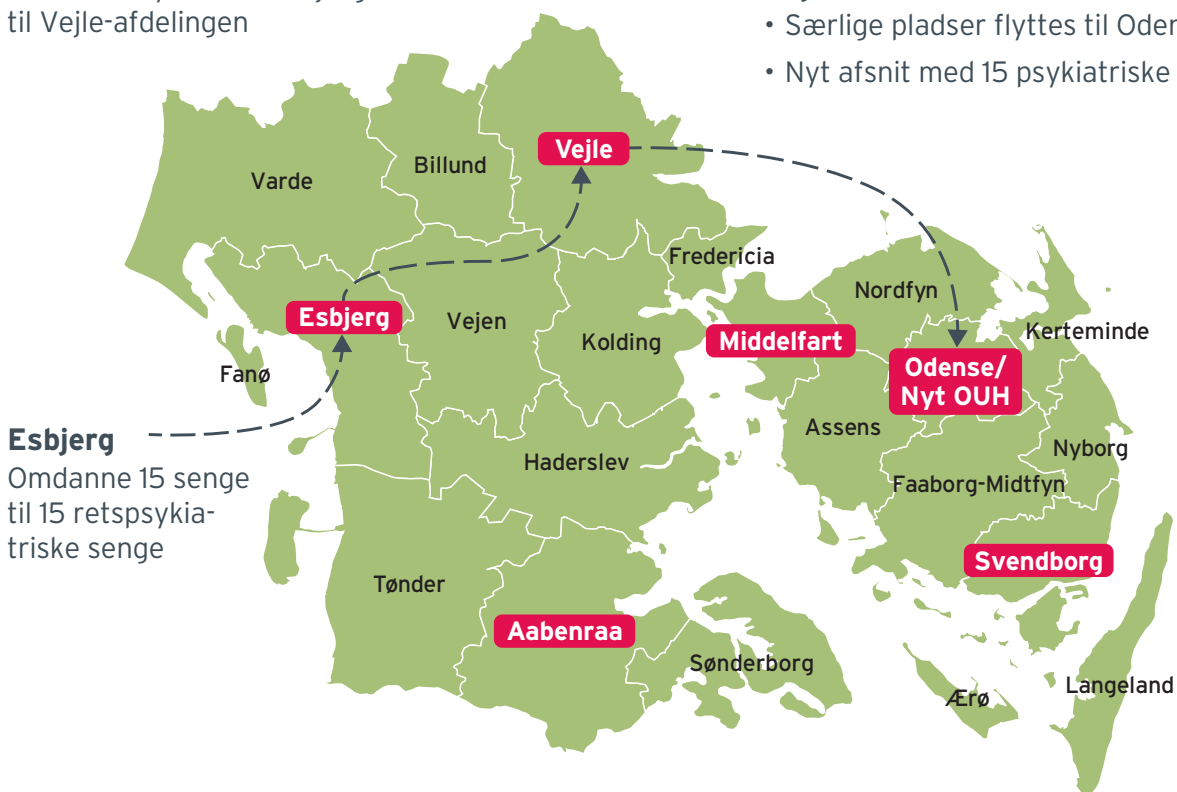 til Vejle-afdelingen
• Særlige pladser flyttes til
• Nyt afsnit med 15 psykiatriske
Vejle
Billund
Varde
Fredericia
Nordfyn
Esbjerg
Vejen
Kolding
Middelfart
Kerteminde
Fanø
Odense/
Nyt OUH
Assens
Esbjerg
Omdanne 15 senge
til 15 retspsykia-
triske senge
Haderslev
Nyborg
Faaborg-Midtfyn
Svendborg
Tønder
Aabenraa
Sønderborg
Ærø
Langeland